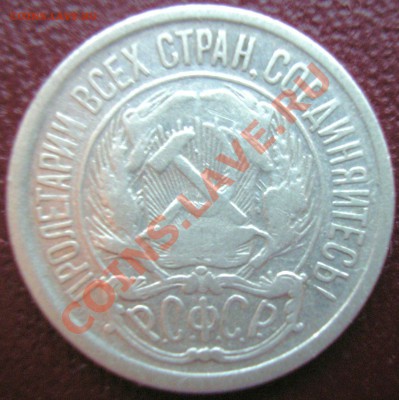 ПРОЛЕТАРИИ ВСЕХ СТРАН, СОЕДИНЯЙТЕСЬ!
Р.С.Ф.С.Р.
COINS.LAVE.RU